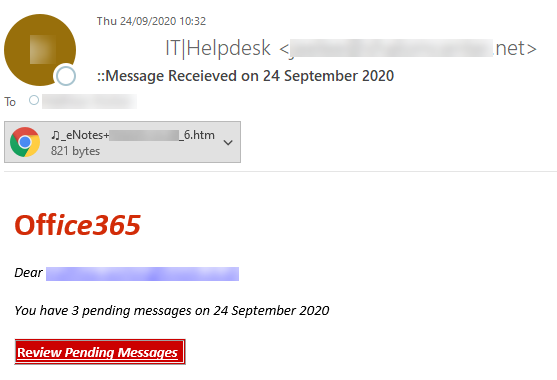 Thu 24/09/2020 10:32
IT|Helpdesk < .net>
::Message Receieved on 24 September 2020
To
♫_eNotes+ _6.htm
821 bytes
Office365
Dear
You have 3 pending messages on 24 September 2020
Review Pending Messages